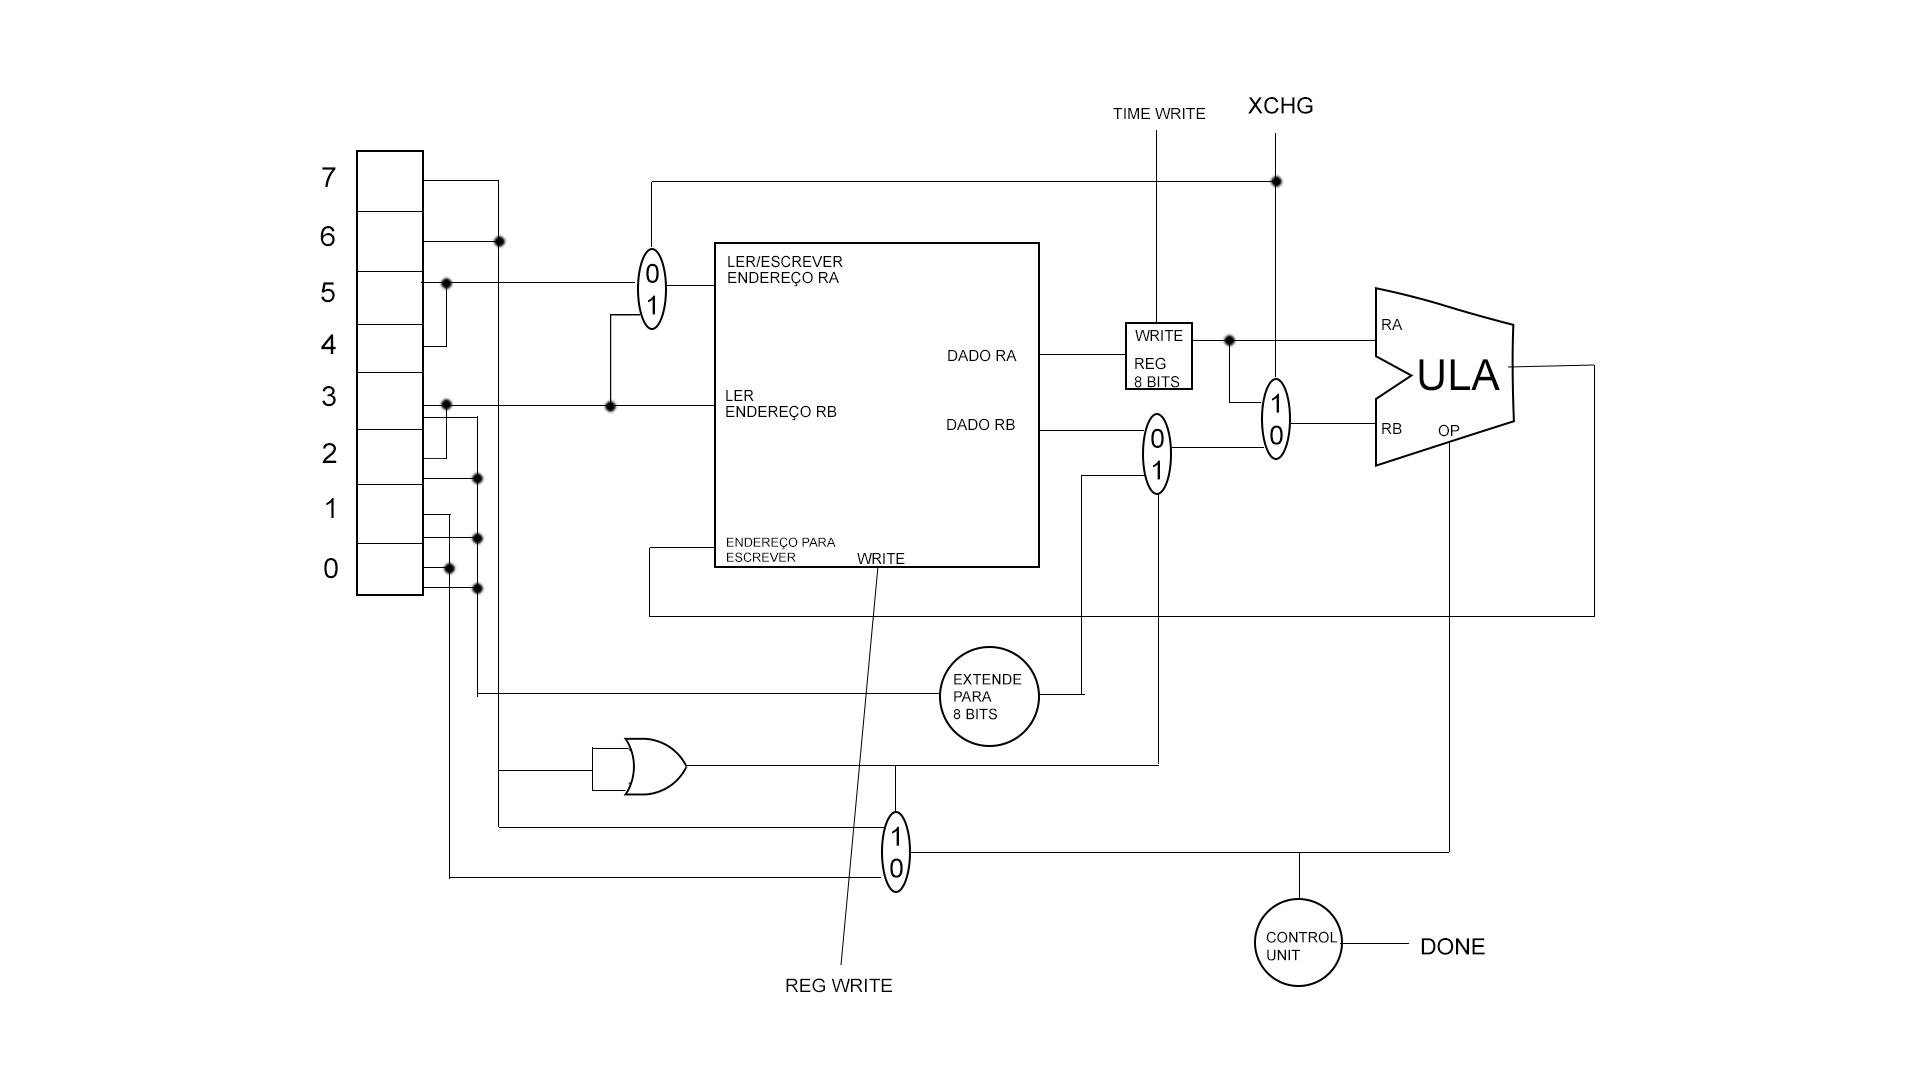 TIME WRITE
XCHG
7
6
5
4
3
2
1
0
0
1
LER/ESCREVER
ENDEREÇO RA
LER
ENDEREÇO RB
DADO RA
DADO RB
ENDEREÇO PARA
ESCREVER
WRITE
WRITE
REG
8 BITS
0
1
1
0
RA
ULA
RB
OP
EXTENDE
PARA
8 BITS
1
0
CONTROL
UNIT
DONE
REG WRITE